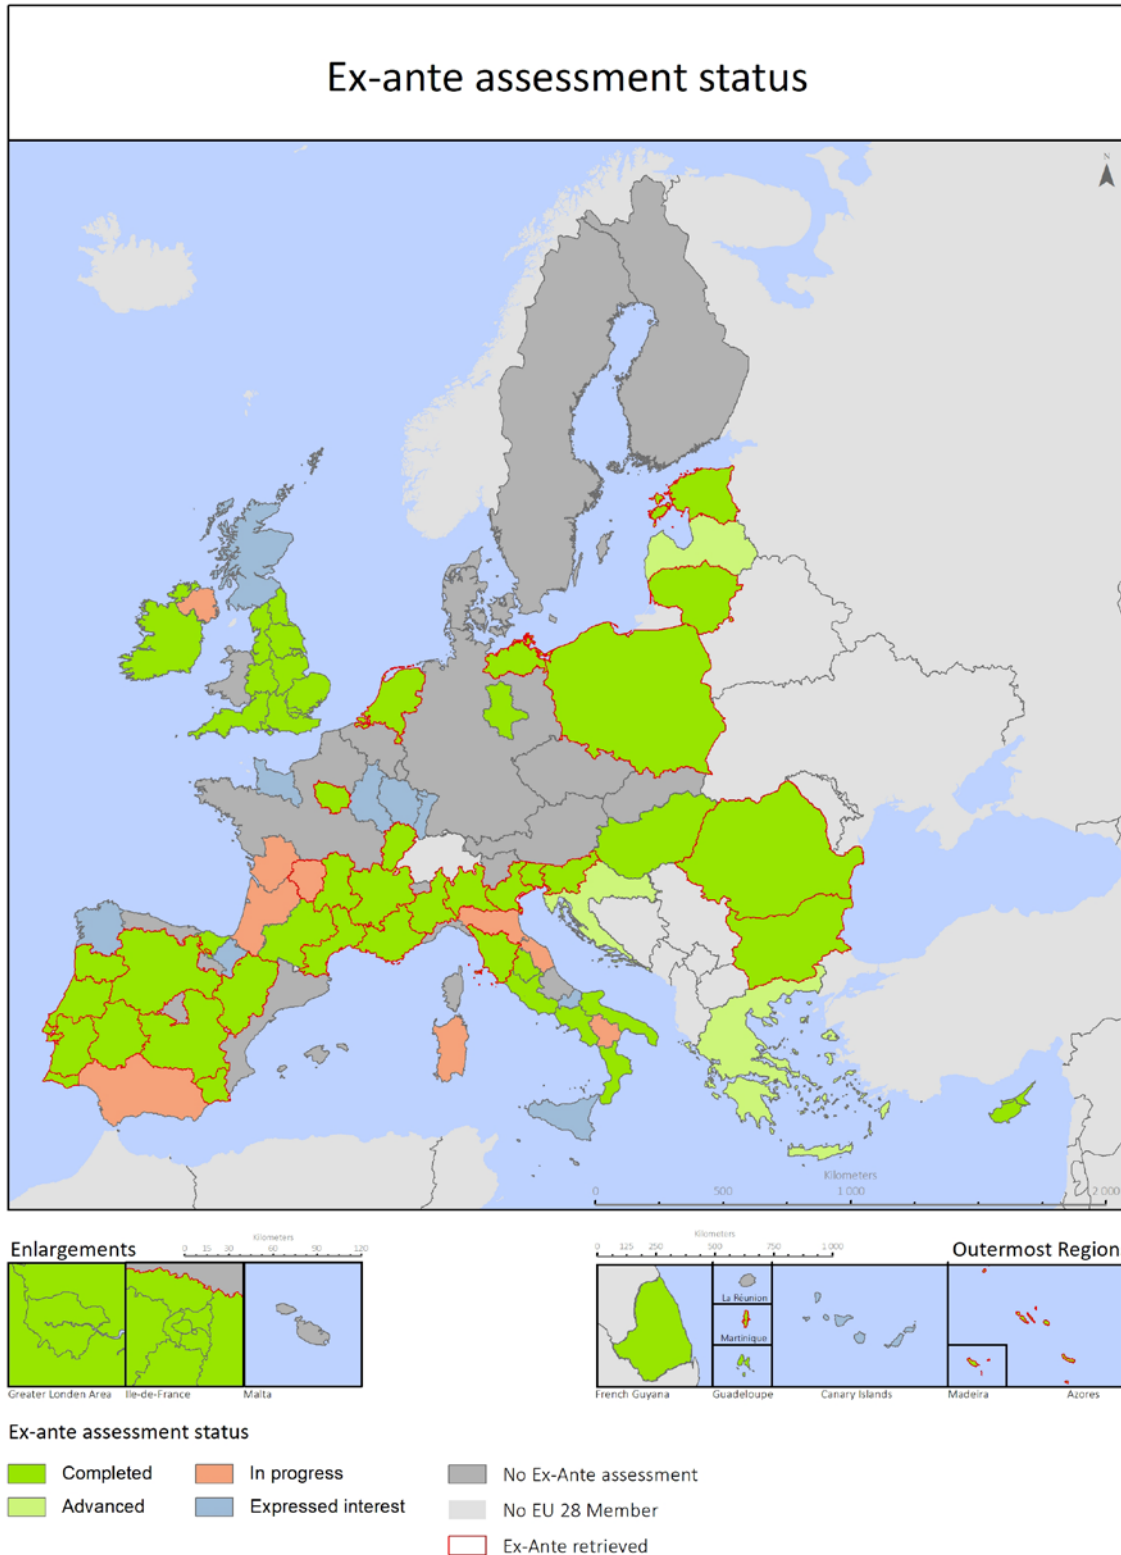 Ex-ante assessment status
N
Kilometers
0 500 1 000 2 000
Enlargements
Kilometers
0 15 30 60 90 120
Kilometers
0 125 250 500 750 1 000
Outermost Region
La Réunion
Martinique
Greater Londen Area
Ile-de-France
Malta
French Guyana
Guadeloupe
Canary Islands
Madeira
Azores
Ex-ante assessment status
Completed
In progress
No Ex-Ante assessment
Advanced
Expressed interest
No EU 28 Member
Ex-Ante retrieved